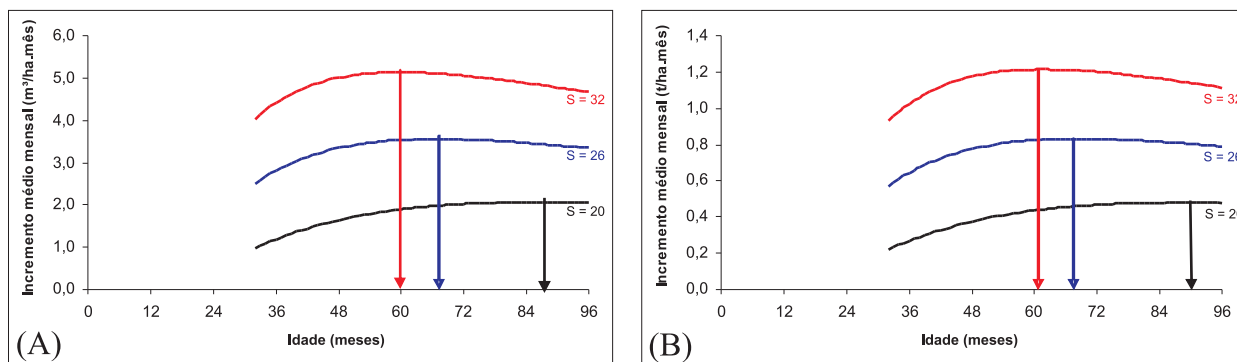 Incremento médio mensal (m³/ha.mês)
6,0
5,0
4,0
3,0
2,0
1,0
0,0
S = 32
S = 26
S = 20
0 12 24 36 48 60 72 84 96
Idade (meses)
(A)
Incremento médio mensal (t/ha.mês)
1,4
1,2
1,0
0,8
0,6
0,4
0,2
0,0
S = 32
S = 26
S = 20
0 12 24 36 48 60 72 84 96
Idade (meses)
(B)